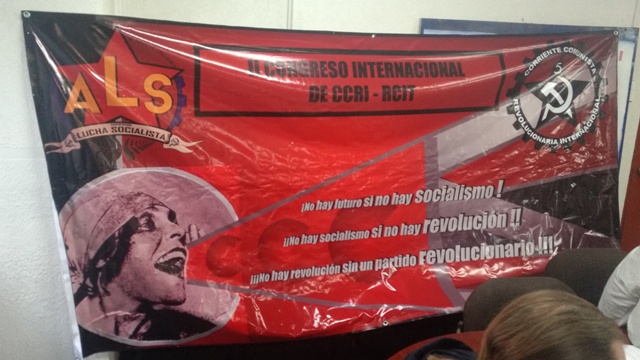 ALS
LUCHA SOCIALISTA
II CONGRESO INTERNACIONAL
DE CCRI - RCIT
CORRIENTE COMUNISTA
REVOLUCIONARIA INTERNACIONAL
5
¡No hay futuro si no hay socialismo !
¡¡No hay socialismo si no hay revolución !!
¡¡¡No hay revolución sin un partido revolucionario !!!